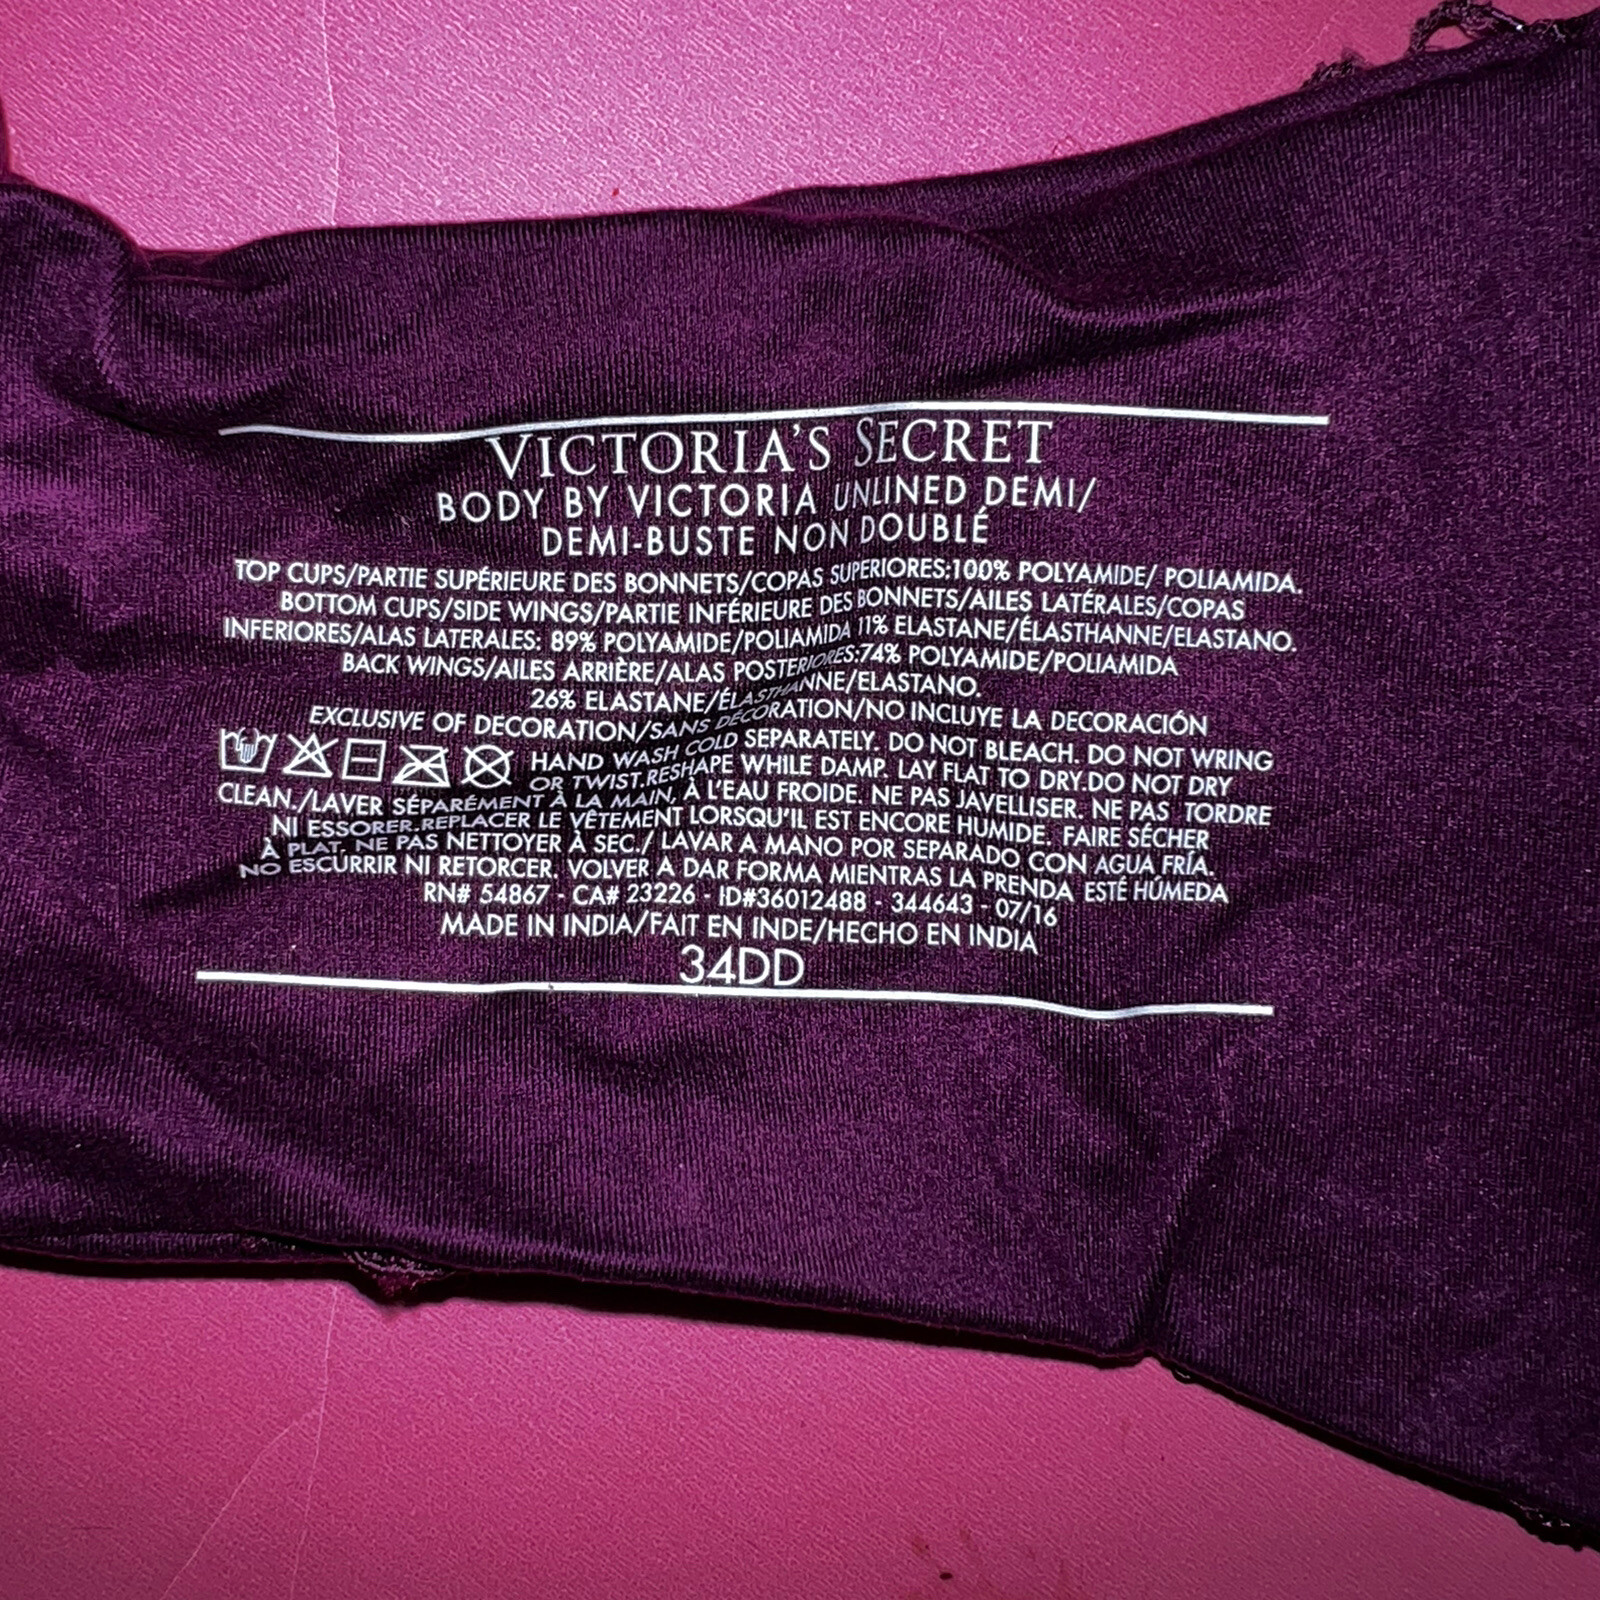 VICTORIA'S SECRET
BODY BY VICTORIA UNLINED DEMI/
DEMI-BUSTE NON DOUBLÉ
TOP CUPS/PARTIE SUPÉRIEURE DES BONNETS/COPAS SUPERIORES:100% POLYAMIDE/ POLIAMIDA.
BOTTOM CUPS/SIDE WINGS/PARTIE INFÉRIEURE DES BONNETS/AILES LATÉRALES/COPAS
INFERIORES/ALAS LATERALES: 89% POLYAMIDE/POLIAMIDA 11% ELASTANE/ÉLASTHANNE/ELASTANO.
BACK WINGS/AILES ARRIÈRE/ALAS POSTERIORES:74% POLYAMIDE/POLIAMIDA
26% ELASTANE/ÉLASTHANNE/ELASTANO.
EXCLUSIVE OF DECORATION/SANS DÉCORATION/NO INCLUYE LA DECORACIÓN
HAND WASH COLD SEPARATELY. DO NOT BLEACH. DO NOT WRING
OR TWIST.RESHAPE WHILE DAMP. LAY FLAT TO DRY.DO NOT DRY
CLEAN./LAVER SÉPARÉMENT À LA MAIN, À L'EAU FROIDE. NE PAS JAVELLISER. NE PAS TORDRE
NI ESSORER.REPLACER LE VÊTEMENT LORSQU'IL EST ENCORE HUMIDE. FAIRE SÉCHER
À PLAT. NE PAS NETTOYER À SEC./ LAVAR A MANO POR SEPARADO CON AGUA FRÍA.
NO ESCURRIR NI RETORCER. VOLVER A DAR FORMA MIENTRAS LA PRENDA ESTÉ HÚMEDA
RN# 54867 - CA# 23226 - ID#36012488 - 344643 - 07/16
MADE IN INDIA/FAIT EN INDE/HECHO EN INDIA
34DD